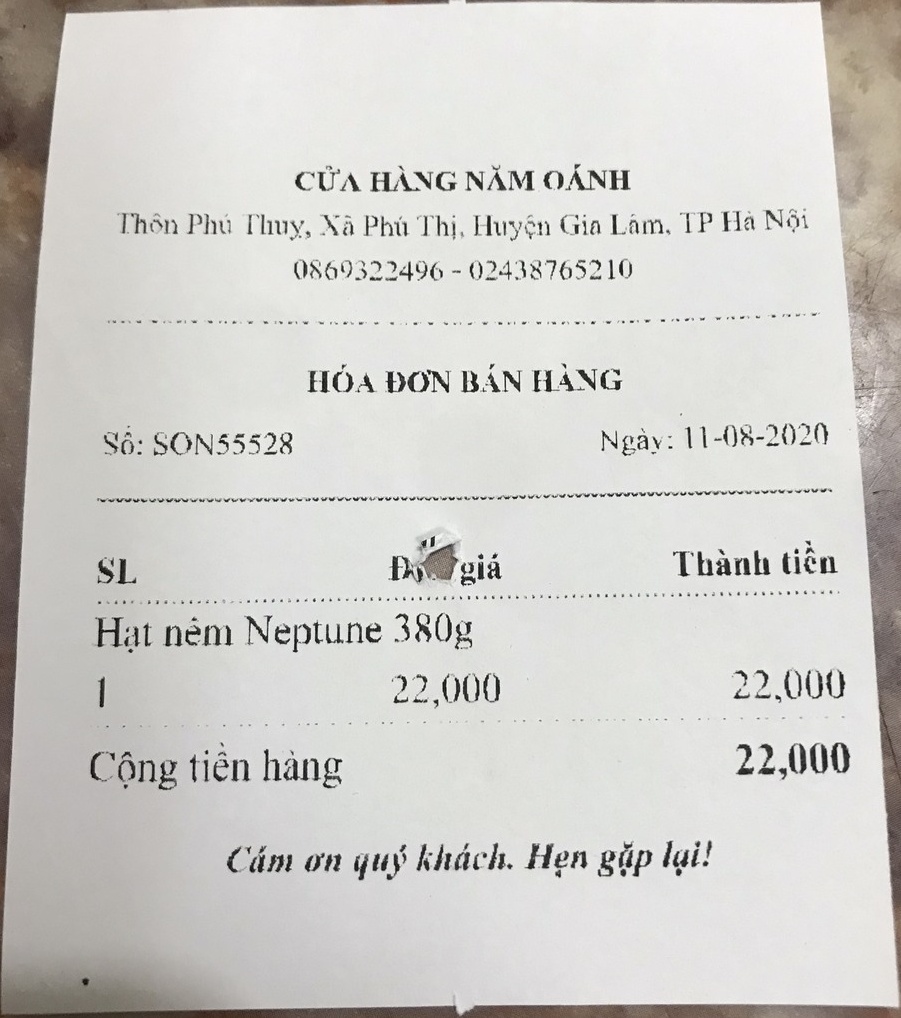 CỬA HÀNG NĂM OÁNH
Thôn Phú Thuỵ, Xã Phú Thị, Huyện Gia Lâm, TP Hà Nội
0869322496 - 02438765210
HÓA ĐƠN BÁN HÀNG
Số: SON55528 Ngày: 11-08-2020
SL giá Thành tiền
Hạt nêm Neptune 380g
1 22,000 22,000
Cộng tiền hàng 22,000
Cám ơn quý khách. Hẹn gặp lại!